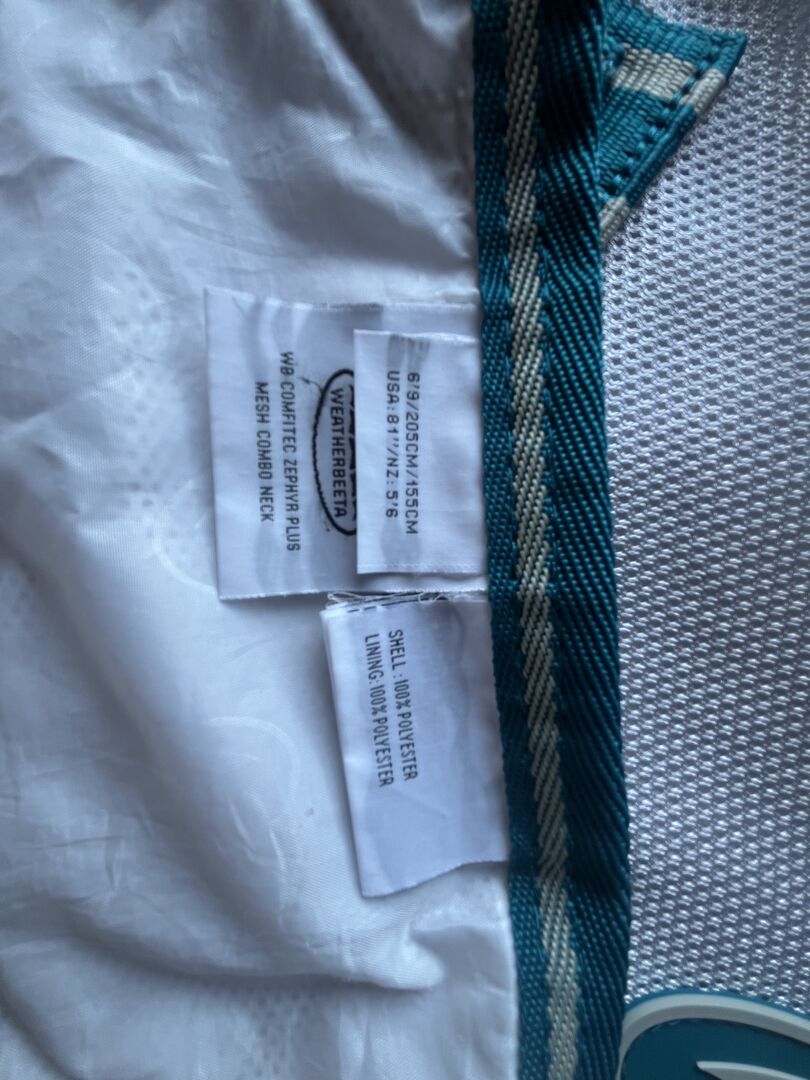 WEATHERBEETA
WB COMFITEC ZEPHYR PLUS
MESH COMBO NECK
6'9/205CM/155CM
USA:81"/NZ:5'6
SHELL:100% POLYESTER
LINING:100% POLYESTER